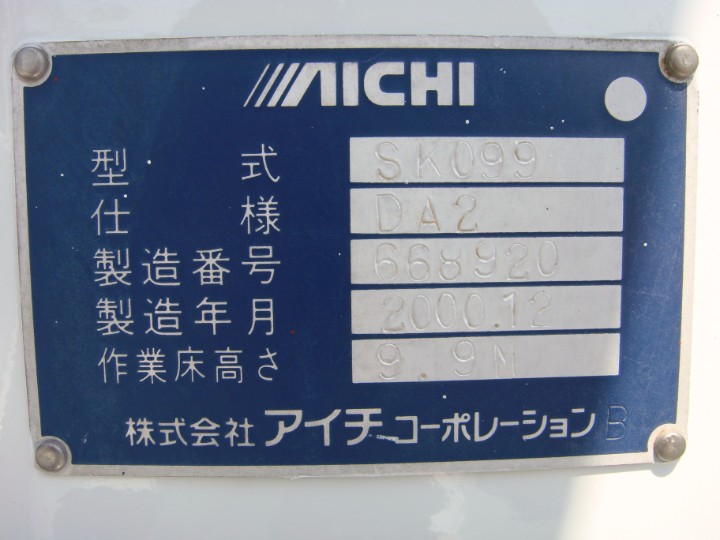 AICHI
型式 SK099
仕様 DA2
製造番号 668920
製造年月 2000.12
作業床高さ 9.9M
株式会社アイチコーポレーション B